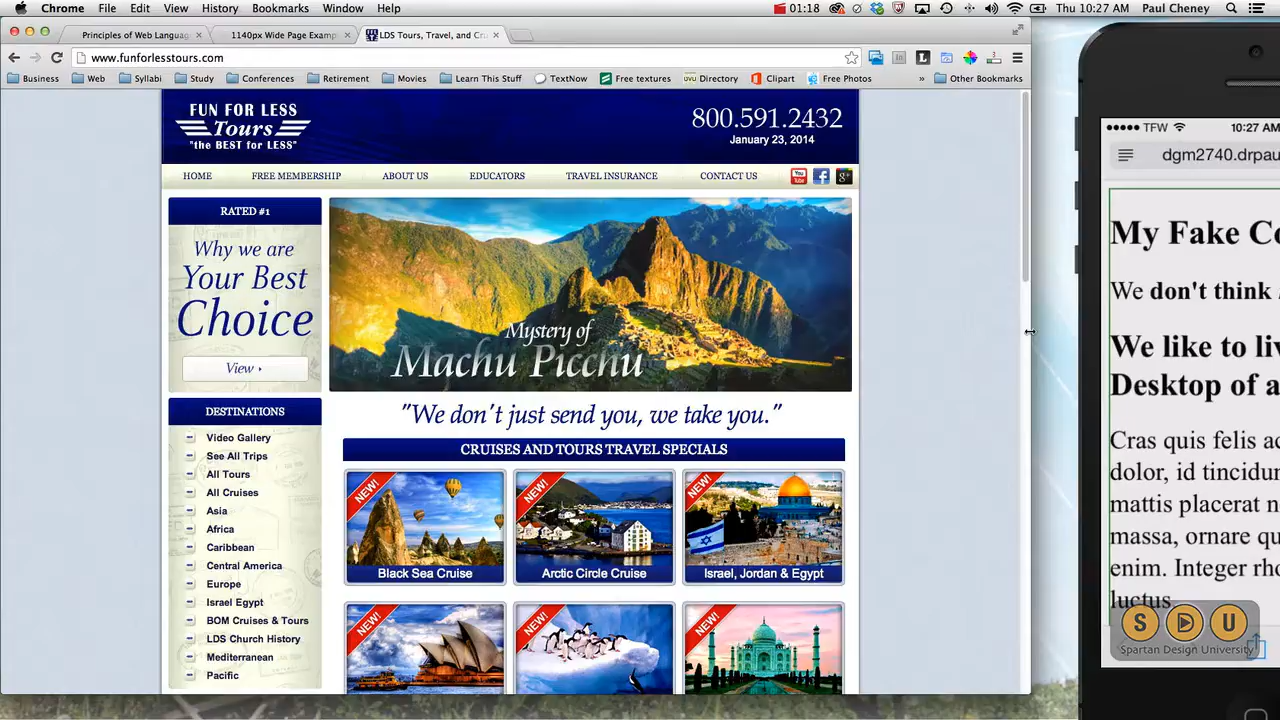 Chrome File Edit View History Bookmarks Window Help
01:18
Thu 10:27 AM Paul Cheney
Principles of Web Languag
1140px Wide Page Examp
LDS Tours, Travel, and Cru
www.funforlesstours.com
Business Web Syllabi Study Conferences Retirement Movies Learn This Stuff TextNow Free textures UVU Directory Clipart Free Photos » Other Bookmarks
FUN FOR LESS
Tours
"the BEST for LESS"
800.591.2432
January 23, 2014
HOME FREE MEMBERSHIP ABOUT US EDUCATORS TRAVEL INSURANCE CONTACT US
You Tube
f
g+
RATED #1
Why we are
Your Best
Choice
View
Mystery of
Machu Picchu
"We don't just send you, we take you."
DESTINATIONS
Video Gallery
See All Trips
All Tours
All Cruises
Asia
Africa
Caribbean
Central America
Europe
Israel Egypt
BOM Cruises & Tours
LDS Church History
Mediterranean
Pacific
CRUISES AND TOURS TRAVEL SPECIALS
NEW!
Black Sea Cruise
NEW!
Arctic Circle Cruise
NEW!
Israel, Jordan & Egypt
NEW!
NEW!
NEW!
TFW 10:27 AM
dgm2740.drpau
My Fake Co
We don't think
We like to liv
Desktop of a
Cras quis felis ac
dolor, id tincidun
mattis placerat n
massa, ornare qu
enim. Integer rho
luctus
S D U
Spartan Design University